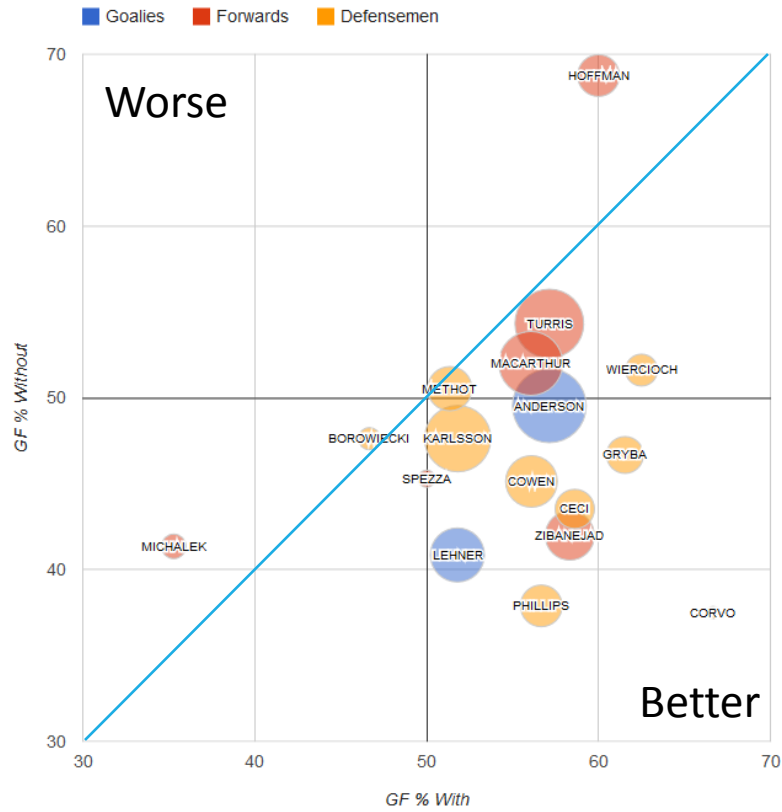 Goalies Forwards Defensemen
70
HOFFMAN
Worse
60
TURRIS
MACARTHUR
WIERCIOCH
METHOT
50
ANDERSON
BOROWIECKI KARLSSON
GRYBA
SPEZZA
COWEN
CECI
ZIBANEJAD
MICHALEK
LEHNER
40
PHILLIPS
CORVO
Better
30
30 40 50 60 70
GF % With
GF % Without